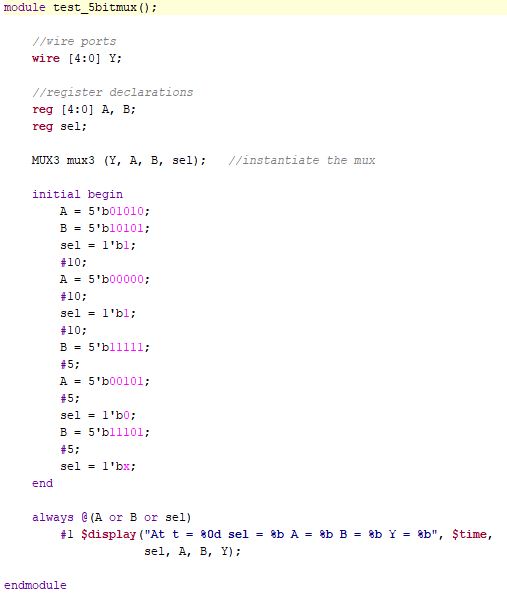 module test_5bitmux();
//wire ports
wire [4:0] Y;
//register declarations
reg [4:0] A, B;
reg sel;
MUX3 mux3 (Y, A, B, sel);   //instantiate the mux
initial begin
A = 5'b01010;
B = 5'b10101;
sel = 1'b1;
#10;
A = 5'b00000;
#10;
sel = 1'b1;
#10;
B = 5'b11111;
#5;
A = 5'b00101;
#5;
sel = 1'b0;
B = 5'b11101;
#5;
sel = 1'bx;
end
always @(A or B or sel)
#1 $display("At t = %0d sel = %b A = %b B = %b Y = %b", $time,
sel, A, B, Y);
endmodule